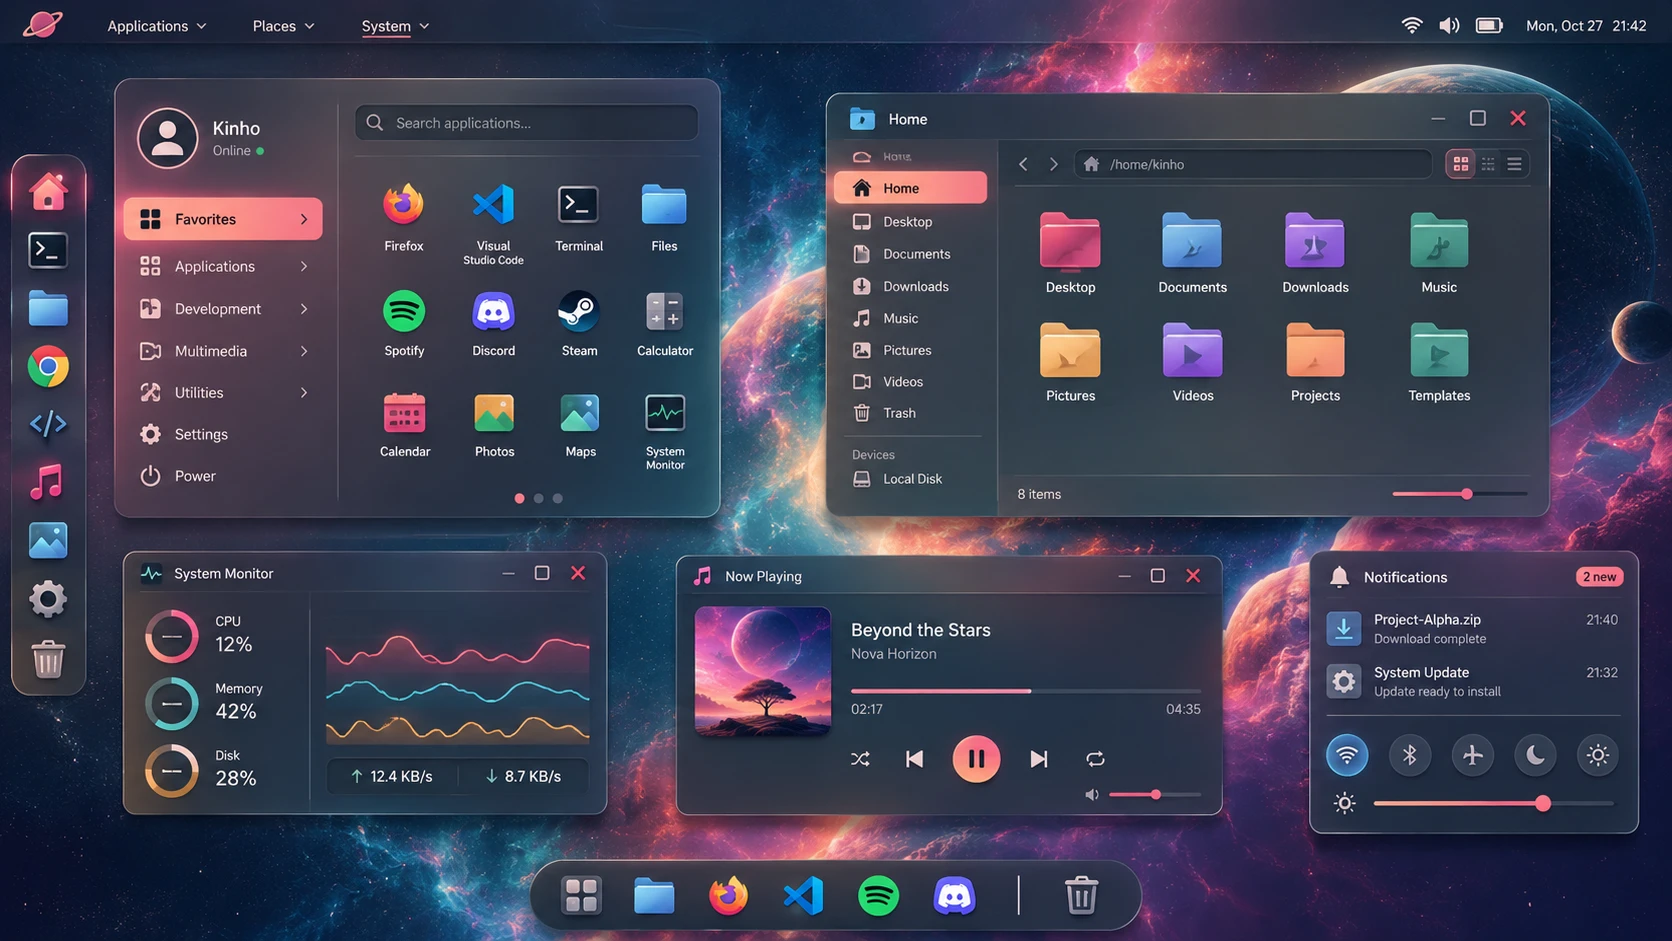 Applications
Places
System
Mon, Oct 27 21:42
Kinho
Online
Search applications...
Favorites
Applications
Development
Multimedia
Utilities
Settings
Power
Firefox
Visual
Studio Code
Terminal
Files
Spotify
Discord
Steam
Calculator
Calendar
Photos
Maps
System
Monitor
Home
Home
Home
Desktop
Documents
Downloads
Music
Pictures
Videos
Trash
Devices
Local Disk
/home/kinho
Desktop
Documents
Downloads
Music
Pictures
Videos
Projects
Templates
8 items
System Monitor
CPU
12%
Memory
42%
Disk
28%
↑ 12.4 KB/s
↓ 8.7 KB/s
Now Playing
Beyond the Stars
Nova Horizon
02:17
04:35
Notifications
2 new
Project-Alpha.zip
21:40
Download complete
System Update
21:32
Update ready to install